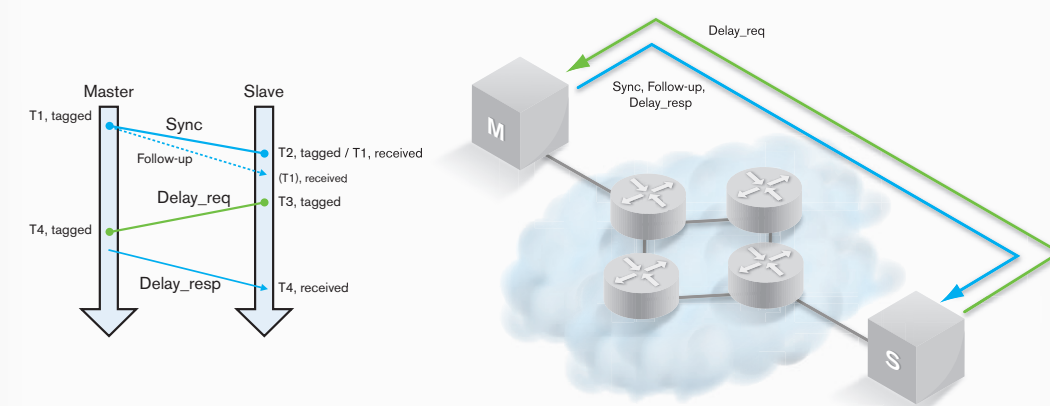 Master
Slave
T1, tagged
Sync
T2, tagged / T1, received
Follow-up
(T1), received
Delay_req
T3, tagged
T4, tagged
Delay_resp
T4, received
Delay_req
Sync, Follow-up,
Delay_resp
M
S